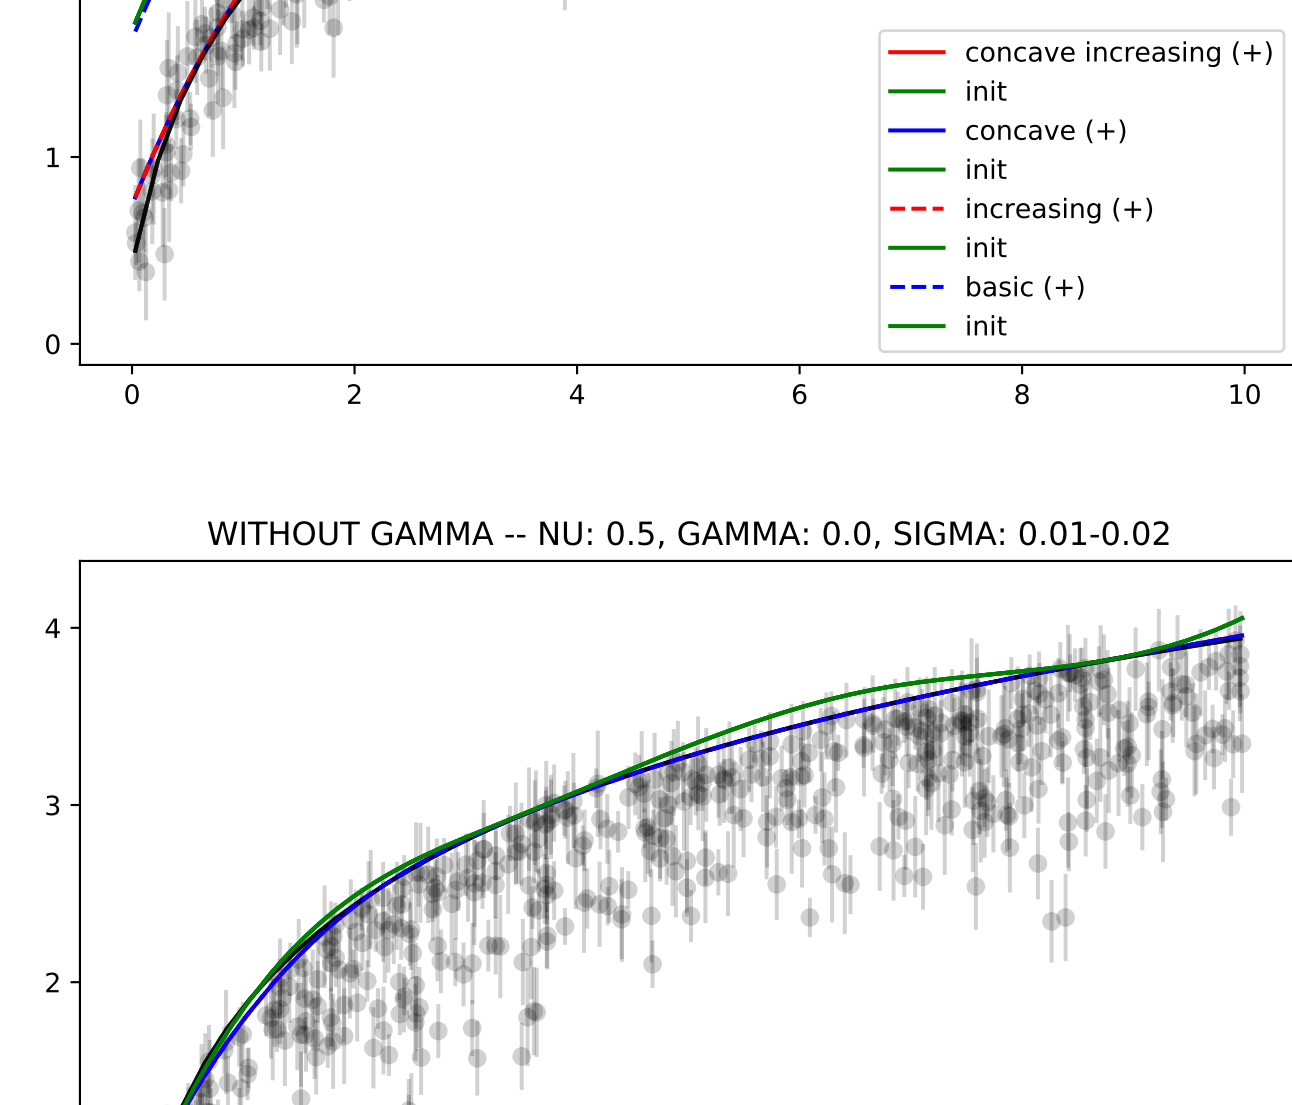 concave increasing (+)
init
concave (+)
init
increasing (+)
init
basic (+)
init
1
0
0 2 4 6 8 10
WITHOUT GAMMA -- NU: 0.5, GAMMA: 0.0, SIGMA: 0.01-0.02
4
3
2